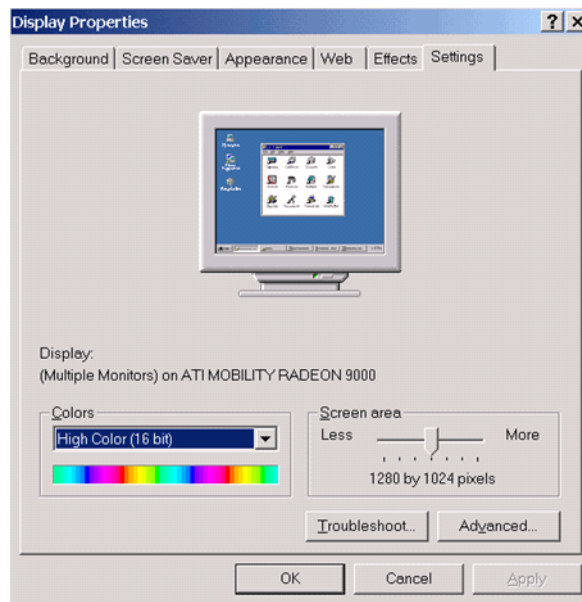 Display Properties
Background Screen Saver Appearance Web Effects Settings
Display:
(Multiple Monitors) on ATI MOBILITY RADEON 9000
Colors
High Color (16 bit)
Screen area
Less More
1280 by 1024 pixels
Troubleshoot... Advanced...
OK Cancel Apply